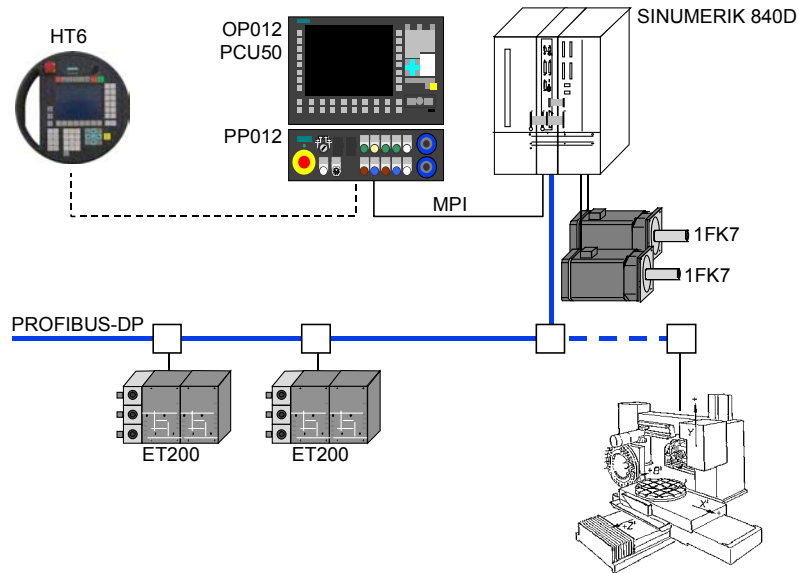 HT6
OP012
PCU50
SINUMERIK 840D
PP012
MPI
1FK7
1FK7
PROFIBUS-DP
ET200
ET200
+
Y
+B'
X'
+
+Z'